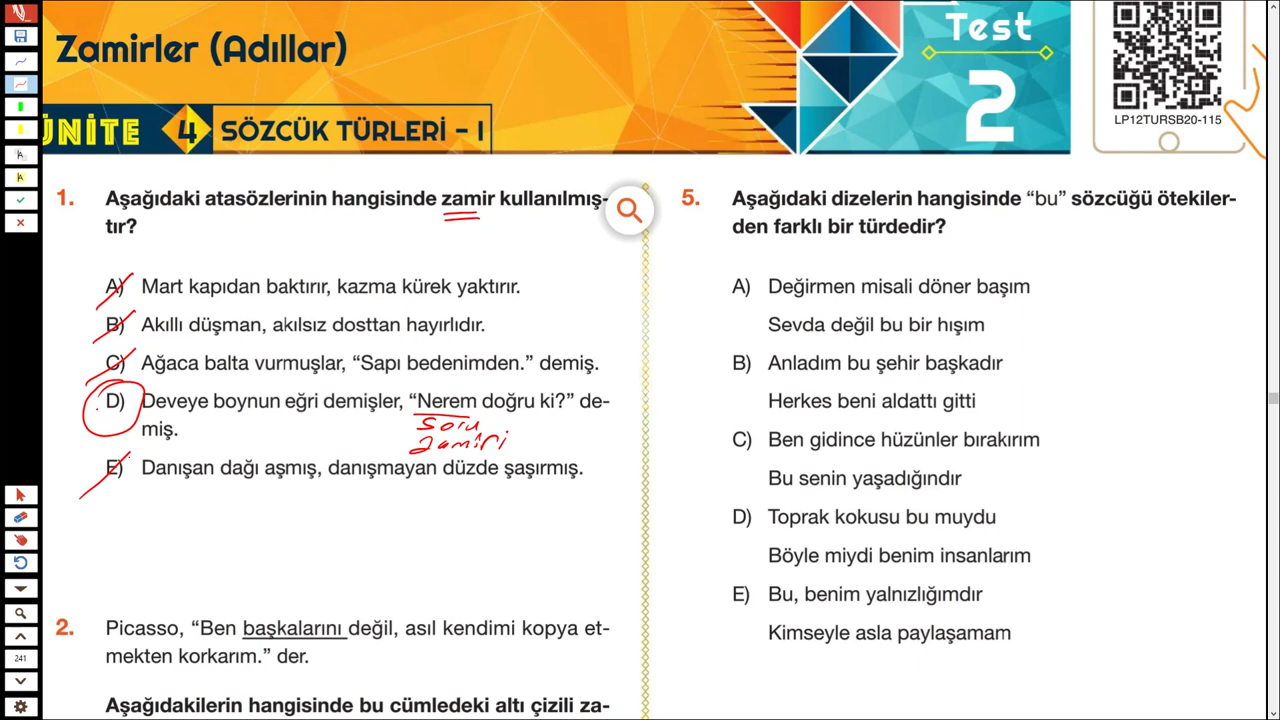 Zamirler (Adıllar)
Test
2
LP12TURSB20-115
ÜNİTE 4 SÖZCÜK TÜRLERİ - I
1. Aşağıdaki atasözlerinin hangisinde zamir kullanılmış-
tır?
A) Mart kapıdan baktırır, kazma kürek yaktırır.
B) Akıllı düşman, akılsız dosttan hayırlıdır.
C) Ağaca balta vurmuşlar, “Sapı bedenimden.” demiş.
D) Deveye boynun eğri demişler, “Nerem doğru ki?” de-
miş.
soru
zamiri
E) Danışan dağı aşmış, danışmayan düzde şaşırmış.
2. Picasso, “Ben başkalarını değil, asıl kendimi kopya et-
mekten korkarım.” der.
Aşağıdakilerin hangisinde bu cümledeki altı çizili za-
5. Aşağıdaki dizelerin hangisinde “bu” sözcüğü ötekiler-
den farklı bir türdedir?
A) Değirmen misali döner başım
Sevda değil bu bir hışım
B) Anladım bu şehir başkadır
Herkes beni aldattı gitti
C) Ben gidince hüzünler bırakırım
Bu senin yaşadığındır
D) Toprak kokusu bu muydu
Böyle miydi benim insanlarım
E) Bu, benim yalnızlığımdır
Kimseyle asla paylaşamam
241